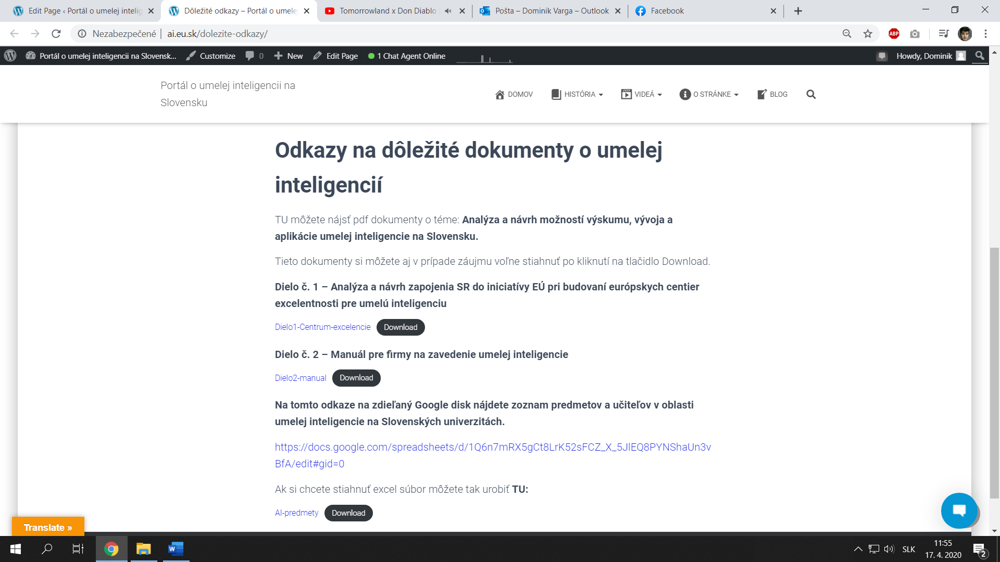 Edit Page ‹ Portál o umelej intelig
Dôležité odkazy – Portál o umele
Tomorrowland x Don Diablo
Pošta – Dominik Varga – Outlook
Facebook
Nezabezpečené | ai.eu.sk/dolezite-odkazy/
ABP
Portál o umelej inteligencii na Slovensk... Customize 0 New Edit Page 1 Chat Agent Online Howdy, Dominik
Portál o umelej inteligencii na
Slovensku
DOMOV HISTÓRIA VIDEÁ O STRÁNKE BLOG
Odkazy na dôležité dokumenty o umelej
inteligencií
TU môžete nájsť pdf dokumenty o téme: Analýza a návrh možností výskumu, vývoja a
aplikácie umelej inteligencie na Slovensku.
Tieto dokumenty si môžete aj v prípade záujmu voľne stiahnuť po kliknutí na tlačidlo Download.
Dielo č. 1 – Analýza a návrh zapojenia SR do iniciatívy EÚ pri budovaní európskych centier
excelentnosti pre umelú inteligenciu
Dielo1-Centrum-excelencie Download
Dielo č. 2 – Manuál pre firmy na zavedenie umelej inteligencie
Dielo2-manual Download
Na tomto odkaze na zdieľaný Google disk nájdete zoznam predmetov a učiteľov v oblasti
umelej inteligencie na Slovenských univerzitách.
https://docs.google.com/spreadsheets/d/1Q6n7mRX5gCt8LrK52sFCZ_X_5JlEQ8PYNShaUn3v
BfA/edit#gid=0
Ak si chcete stiahnuť excel súbor môžete tak urobiť TU:
AI-predmety Download
Translate »
SLK
11:55
17. 4. 2020
2